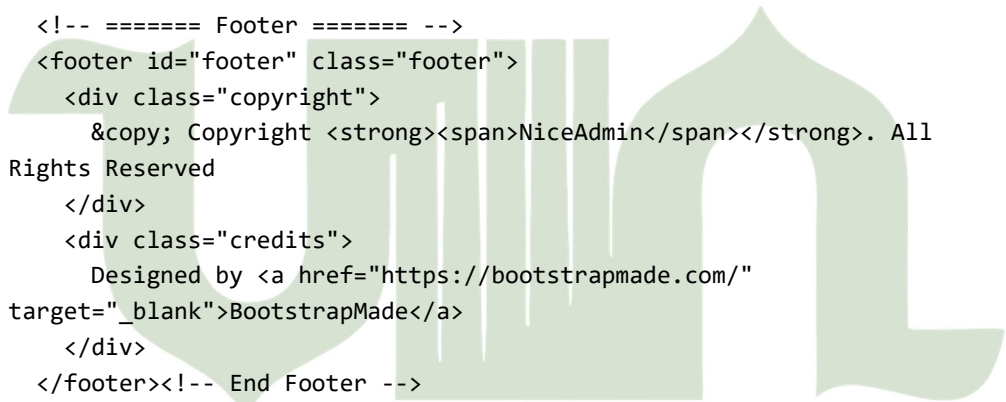 <!-- ======= Footer ======= -->
<footer id="footer" class="footer">
<div class="copyright">
&copy; Copyright <strong><span>NiceAdmin</span></strong>. All
Rights Reserved
</div>
<div class="credits">
Designed by <a href="https://bootstrapmade.com/"
target="_blank">BootstrapMade</a>
</div>
</footer><!-- End Footer -->